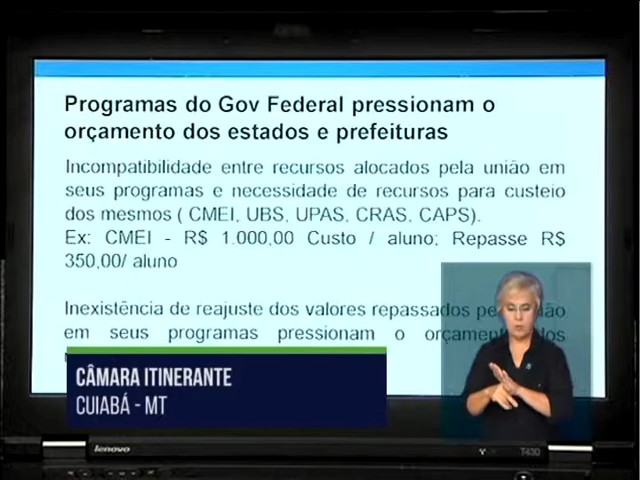 Programas do Gov Federal pressionam o
orçamento dos estados e prefeituras
Incompatibilidade entre recursos alocados pela união em
seus programas e necessidade de recursos para custeio
dos mesmos ( CMEI, UBS, UPAS, CRAS, CAPS).
Ex: CMEI - R$ 1.000,00 Custo / aluno; Repasse R$
350,00/ aluno
Inexistência de reajuste dos valores repassados
em seus programas pressionam o
CÂMARA ITINERANTE
CUIABÁ - MT
lenovo
T430